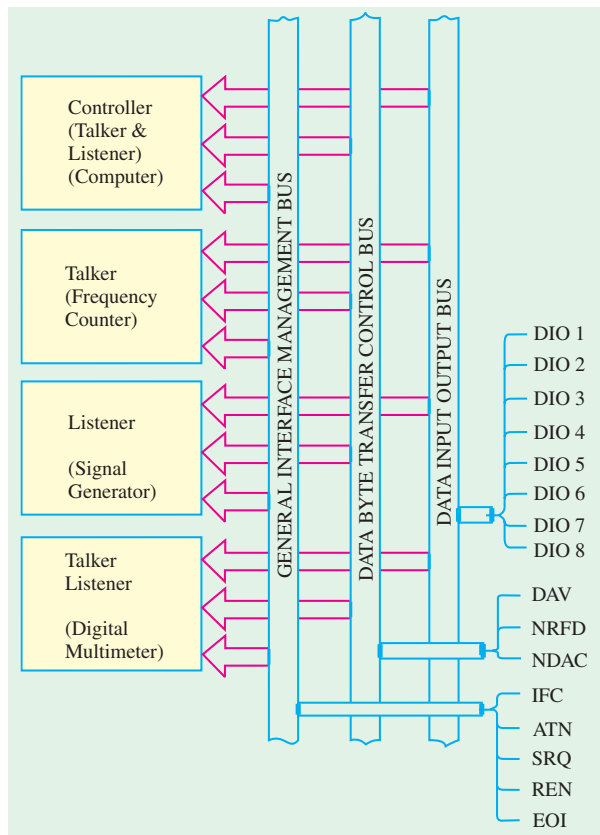 Controller
(Talker &
Listener)
(Computer)
Talker
(Frequency
Counter)
Listener
(Signal
Generator)
Talker
Listener
(Digital
Multimeter)
GENERAL INTERFACE MANAGEMENT BUS
DATA BYTE TRANSFER CONTROL BUS
DATA INPUT OUTPUT BUS
DIO 1
DIO 2
DIO 3
DIO 4
DIO 5
DIO 6
DIO 7
DIO 8
DAV
NRFD
NDAC
IFC
ATN
SRQ
REN
EOI